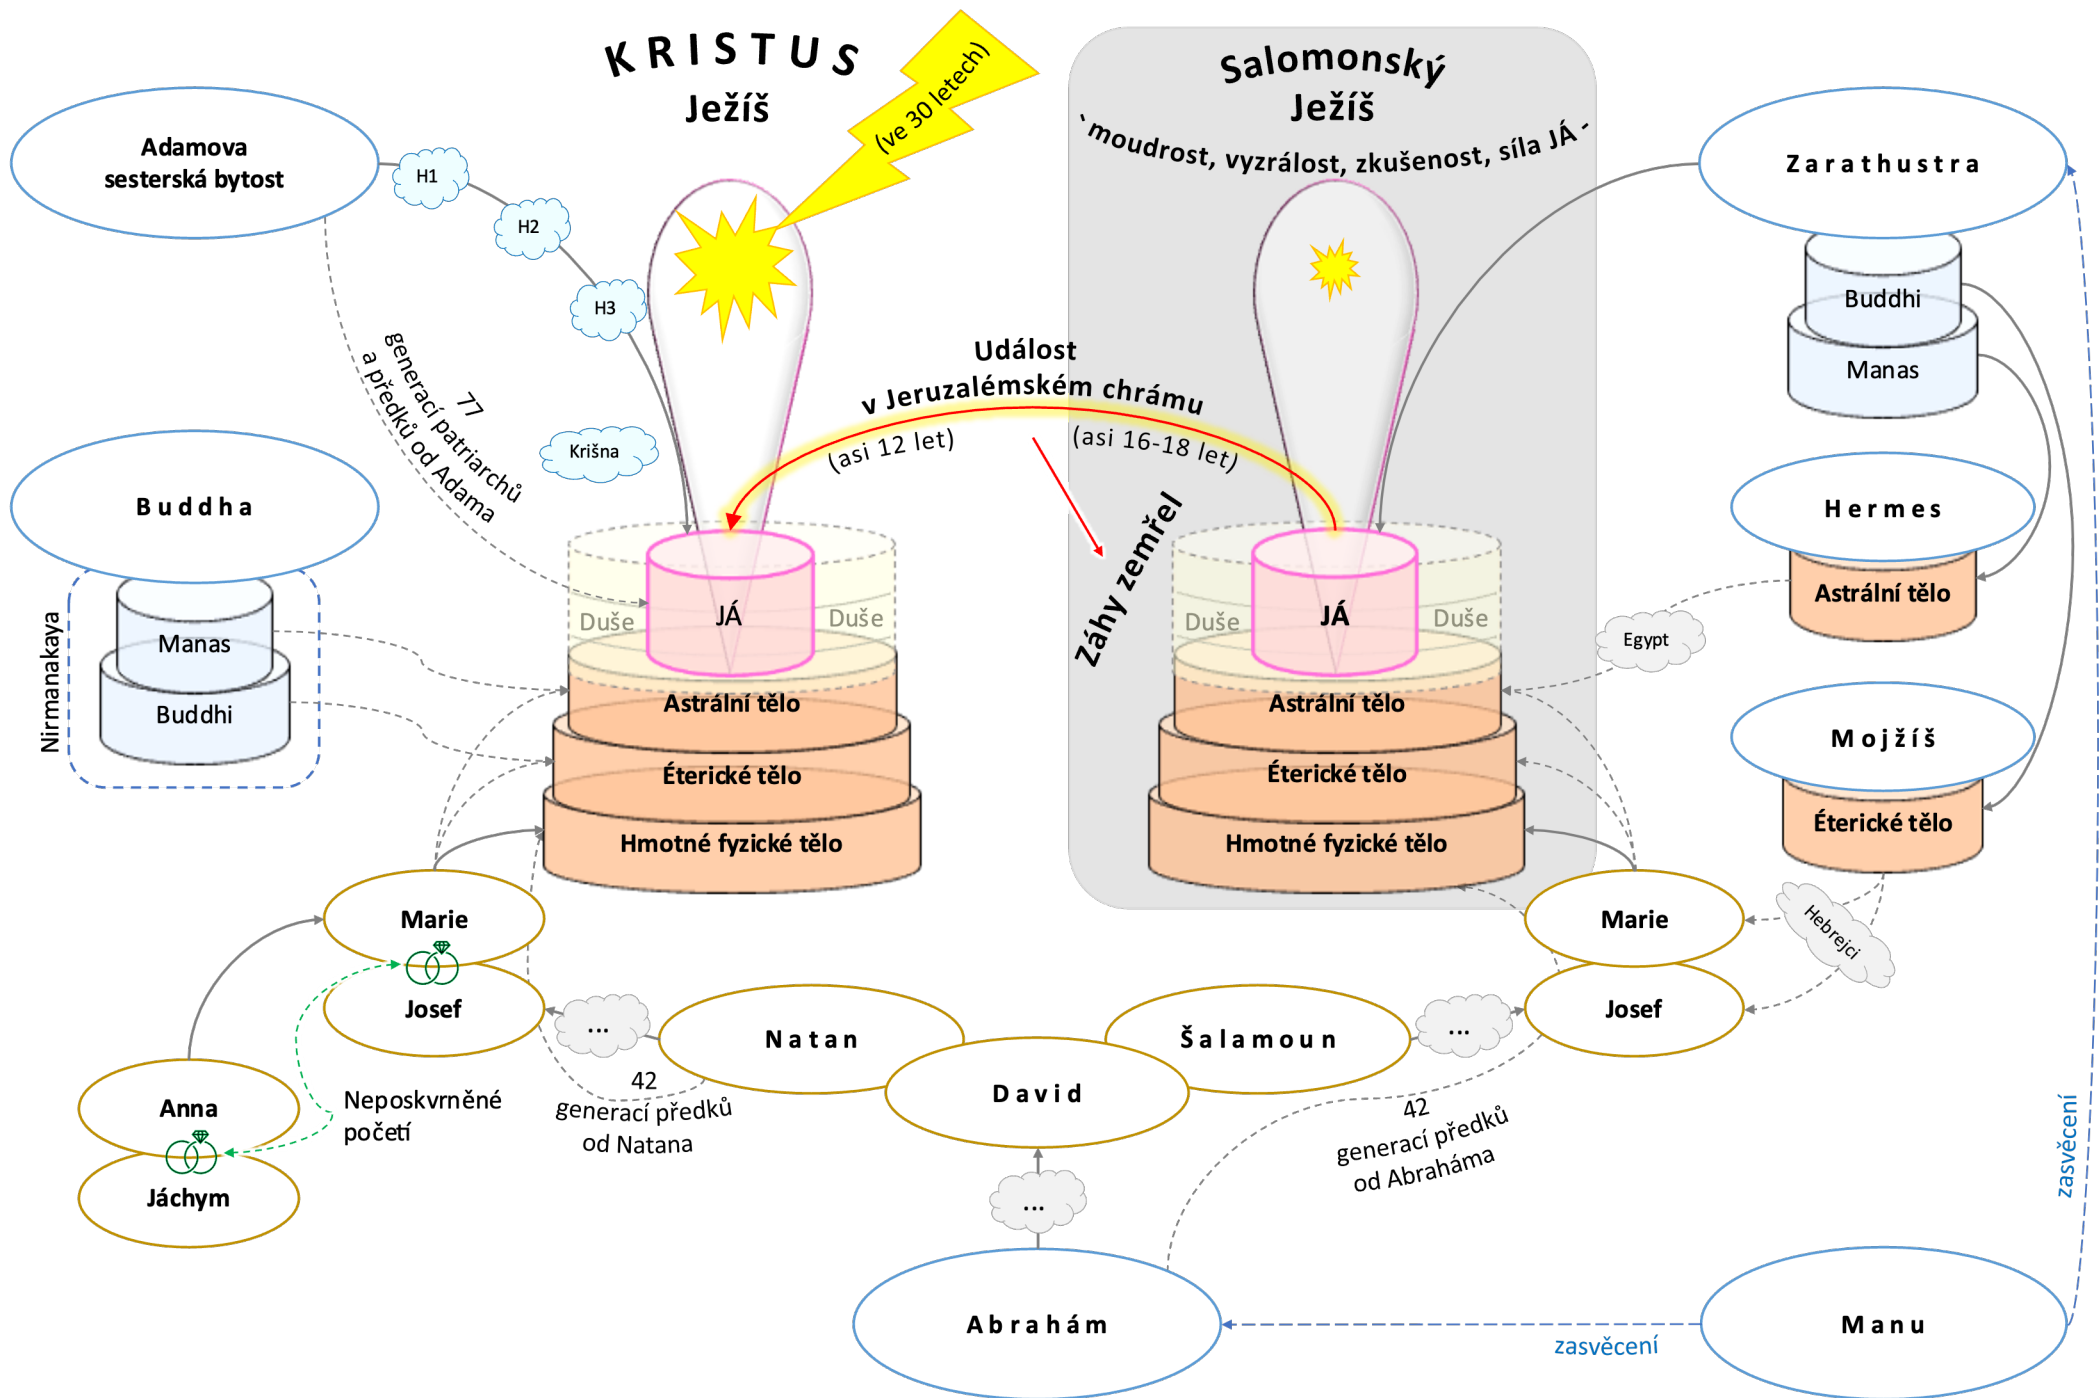 KRISTUS
Ježíš
(ve 30 letech)
Salomonský
Ježíš
- moudrost, vyzrálost, zkušenost, síla JÁ -
Adamova
sesterská bytost
H1
H2
H3
Zarathustra
Buddhi
Manas
77
generací patriarchů
a předků od Adama
Krišna
Událost
v Jeruzalémském chrámu
(asi 12 let)
(asi 16-18 let)
Záhy zemřel
Buddha
Manas
Buddhi
Nirmanakaya
Duše
JÁ
Duše
Astrální tělo
Éterické tělo
Hmotné fyzické tělo
Duše
JÁ
Duše
Astrální tělo
Éterické tělo
Hmotné fyzické tělo
Hermes
Astrální tělo
Egypt
Mojžíš
Éterické tělo
Hebrejci
Marie
Josef
Anna
Jáchym
Neposkvrněné
početí
...
Natan
David
Šalamoun
...
Marie
Josef
42
generací předků
od Natana
42
generací předků
od Abraháma
...
Abrahám
zasvěcení
Manu
zasvěcení